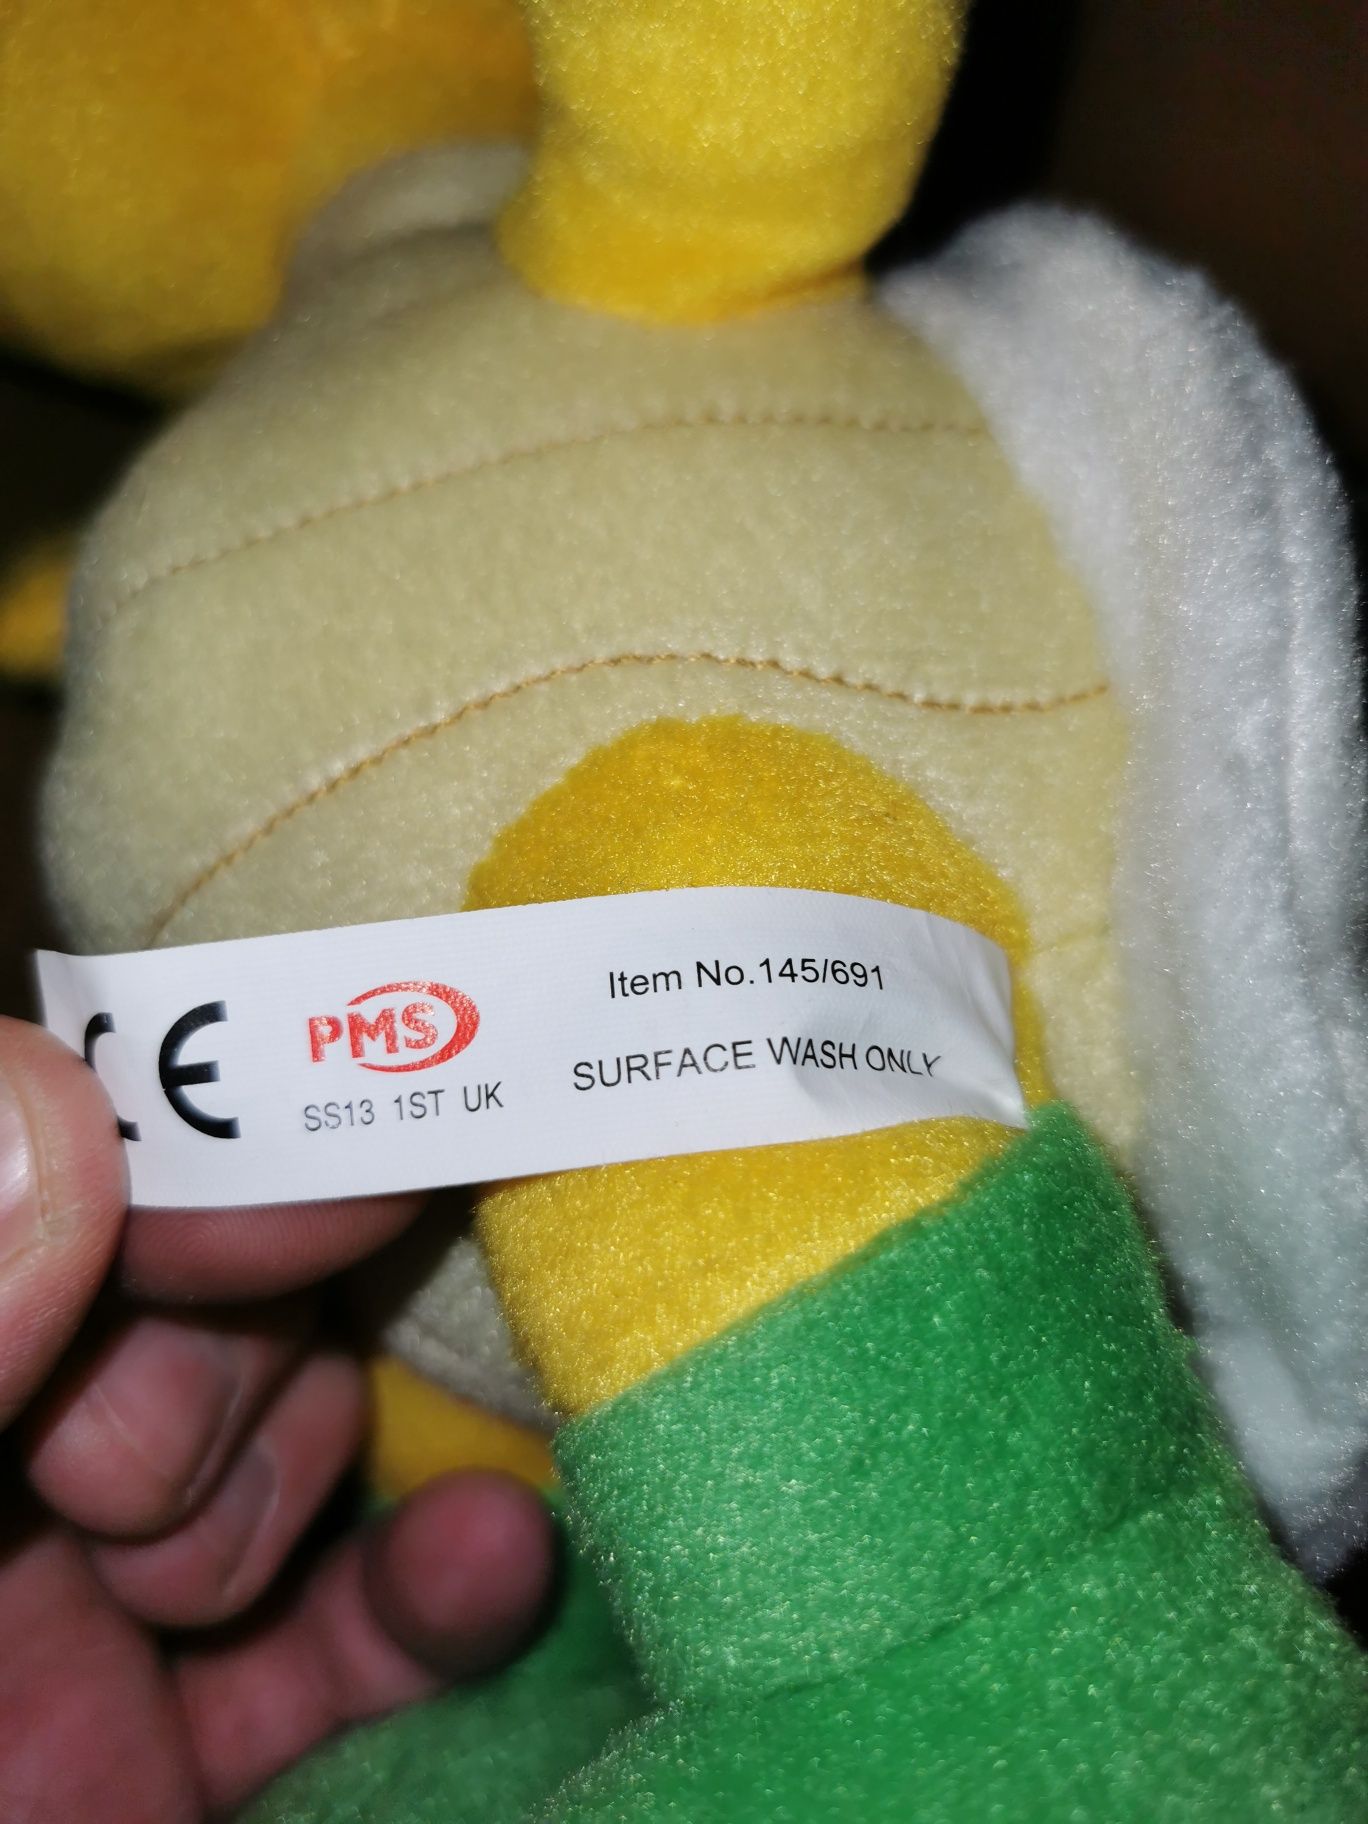 CE
PMS
SS13 1ST UK
Item No.145/691
SURFACE WASH ONLY